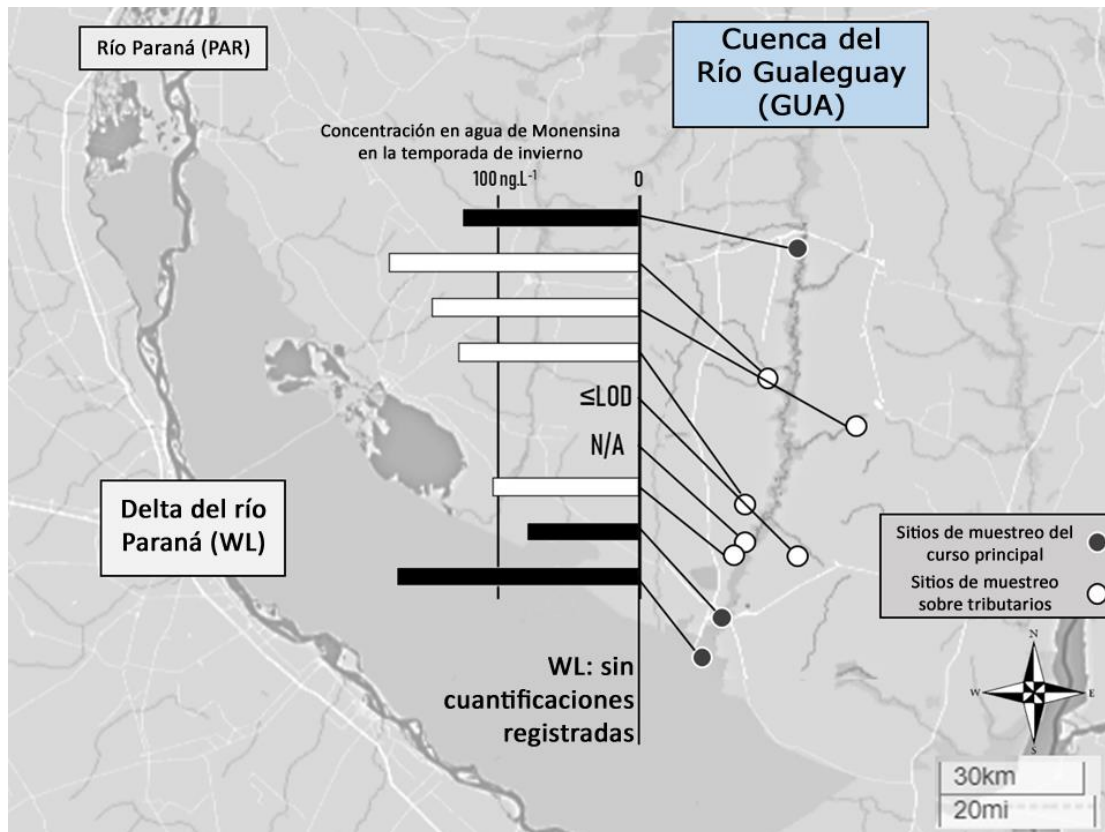 Río Paraná (PAR)
Cuenca del
Río Gualeguay
(GUA)
Concentración en agua de Monensina
en la temporada de invierno
100 ng.L⁻¹
0
≤LOD
N/A
Delta del río
Paraná (WL)
Sitios de muestreo del
curso principal
Sitios de muestreo
sobre tributarios
WL: sin
cuantificaciones
registradas
N
W
E
S
30km
20mi